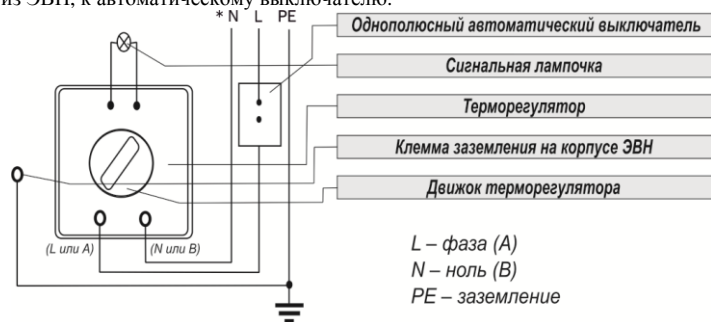 из ЭВН, к автоматическому выключателю.
* N L PE
Однополюсный автоматический выключатель
Сигнальная лампочка
Терморегулятор
Клемма заземления на корпусе ЭВН
Движок терморегулятора
(L или А) (N или В)
L – фаза (А)
N – ноль (В)
PE – заземление